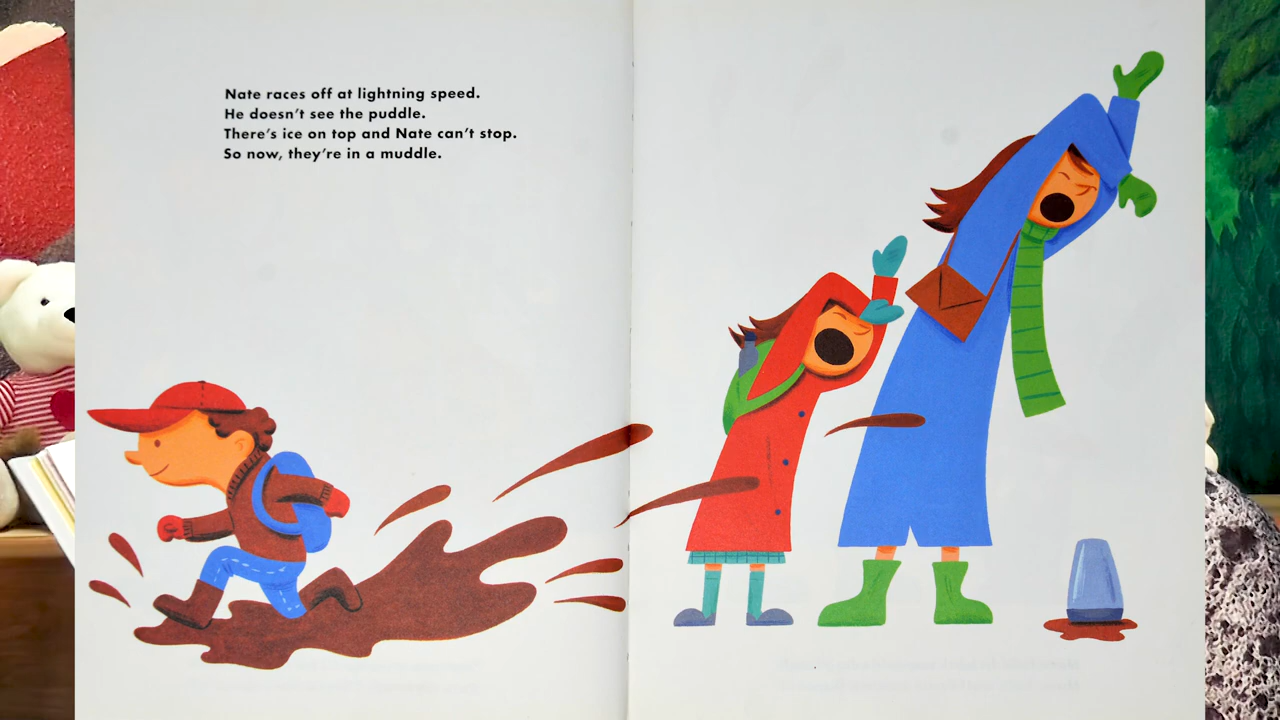 Nate races off at lightning speed.
He doesn't see the puddle.
There's ice on top and Nate can't stop.
So now, they're in a muddle.